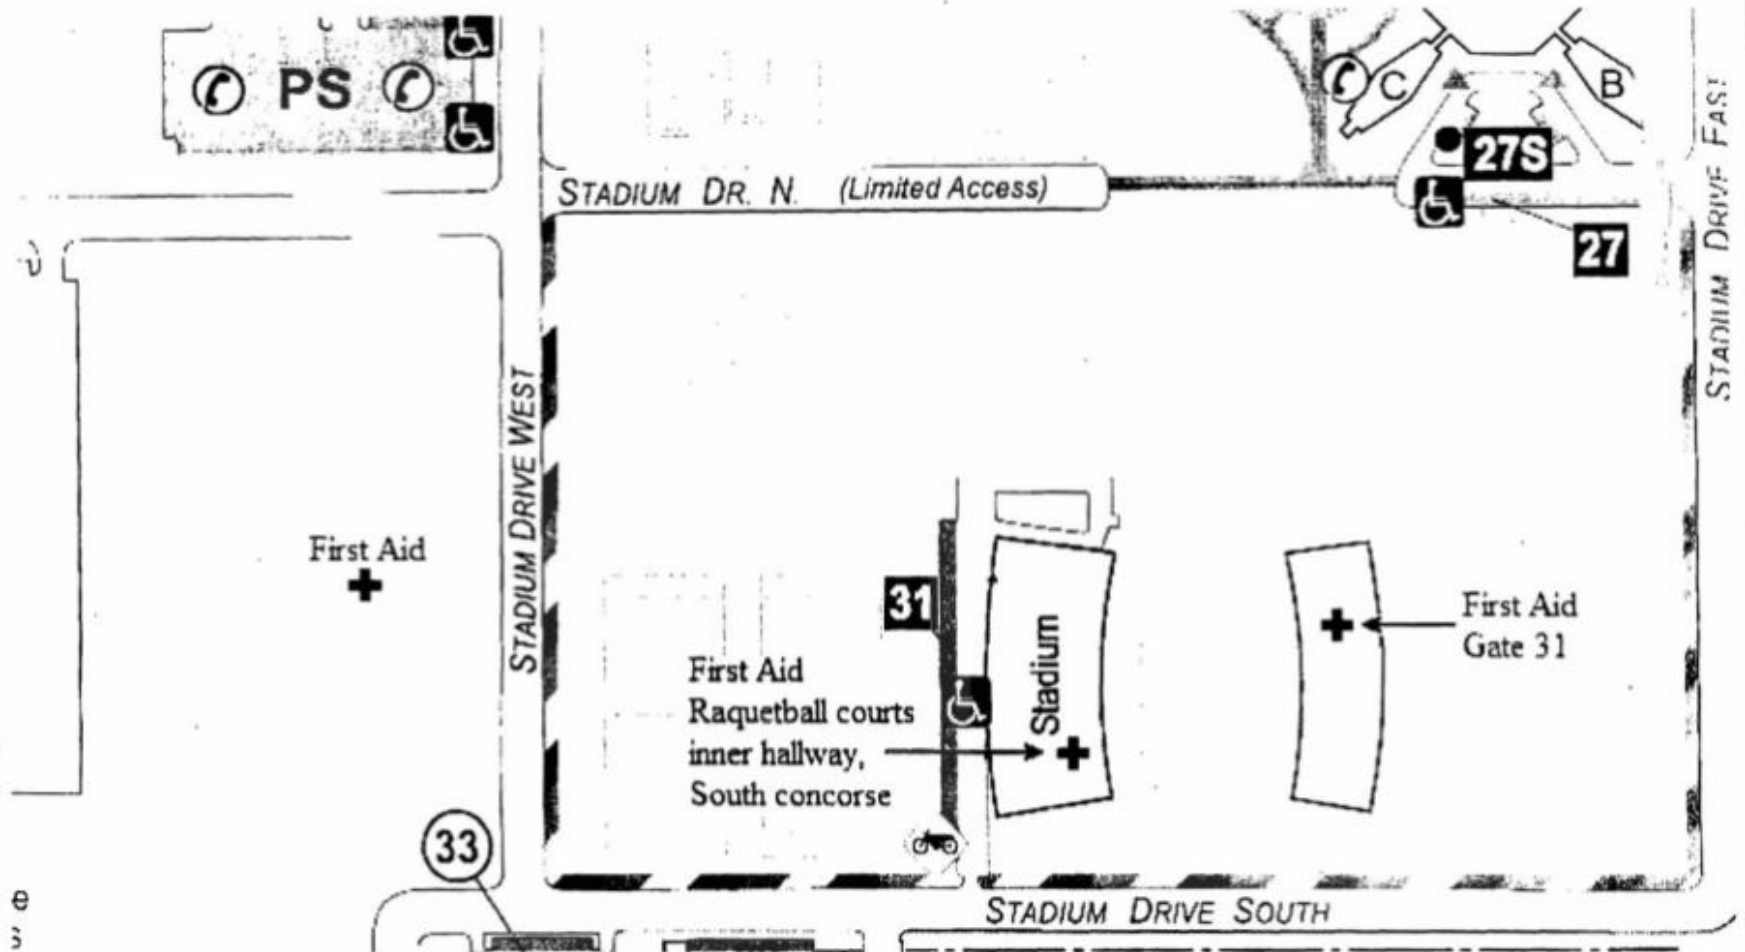 PS
C
B
27S
STADIUM DR. N. (Limited Access)
27
STADIUM DRIVE EAST
STADIUM DRIVE WEST
First Aid
31
Stadium
First Aid
Gate 31
First Aid
Raquetball courts
inner hallway,
South concorse
33
STADIUM DRIVE SOUTH
e
s